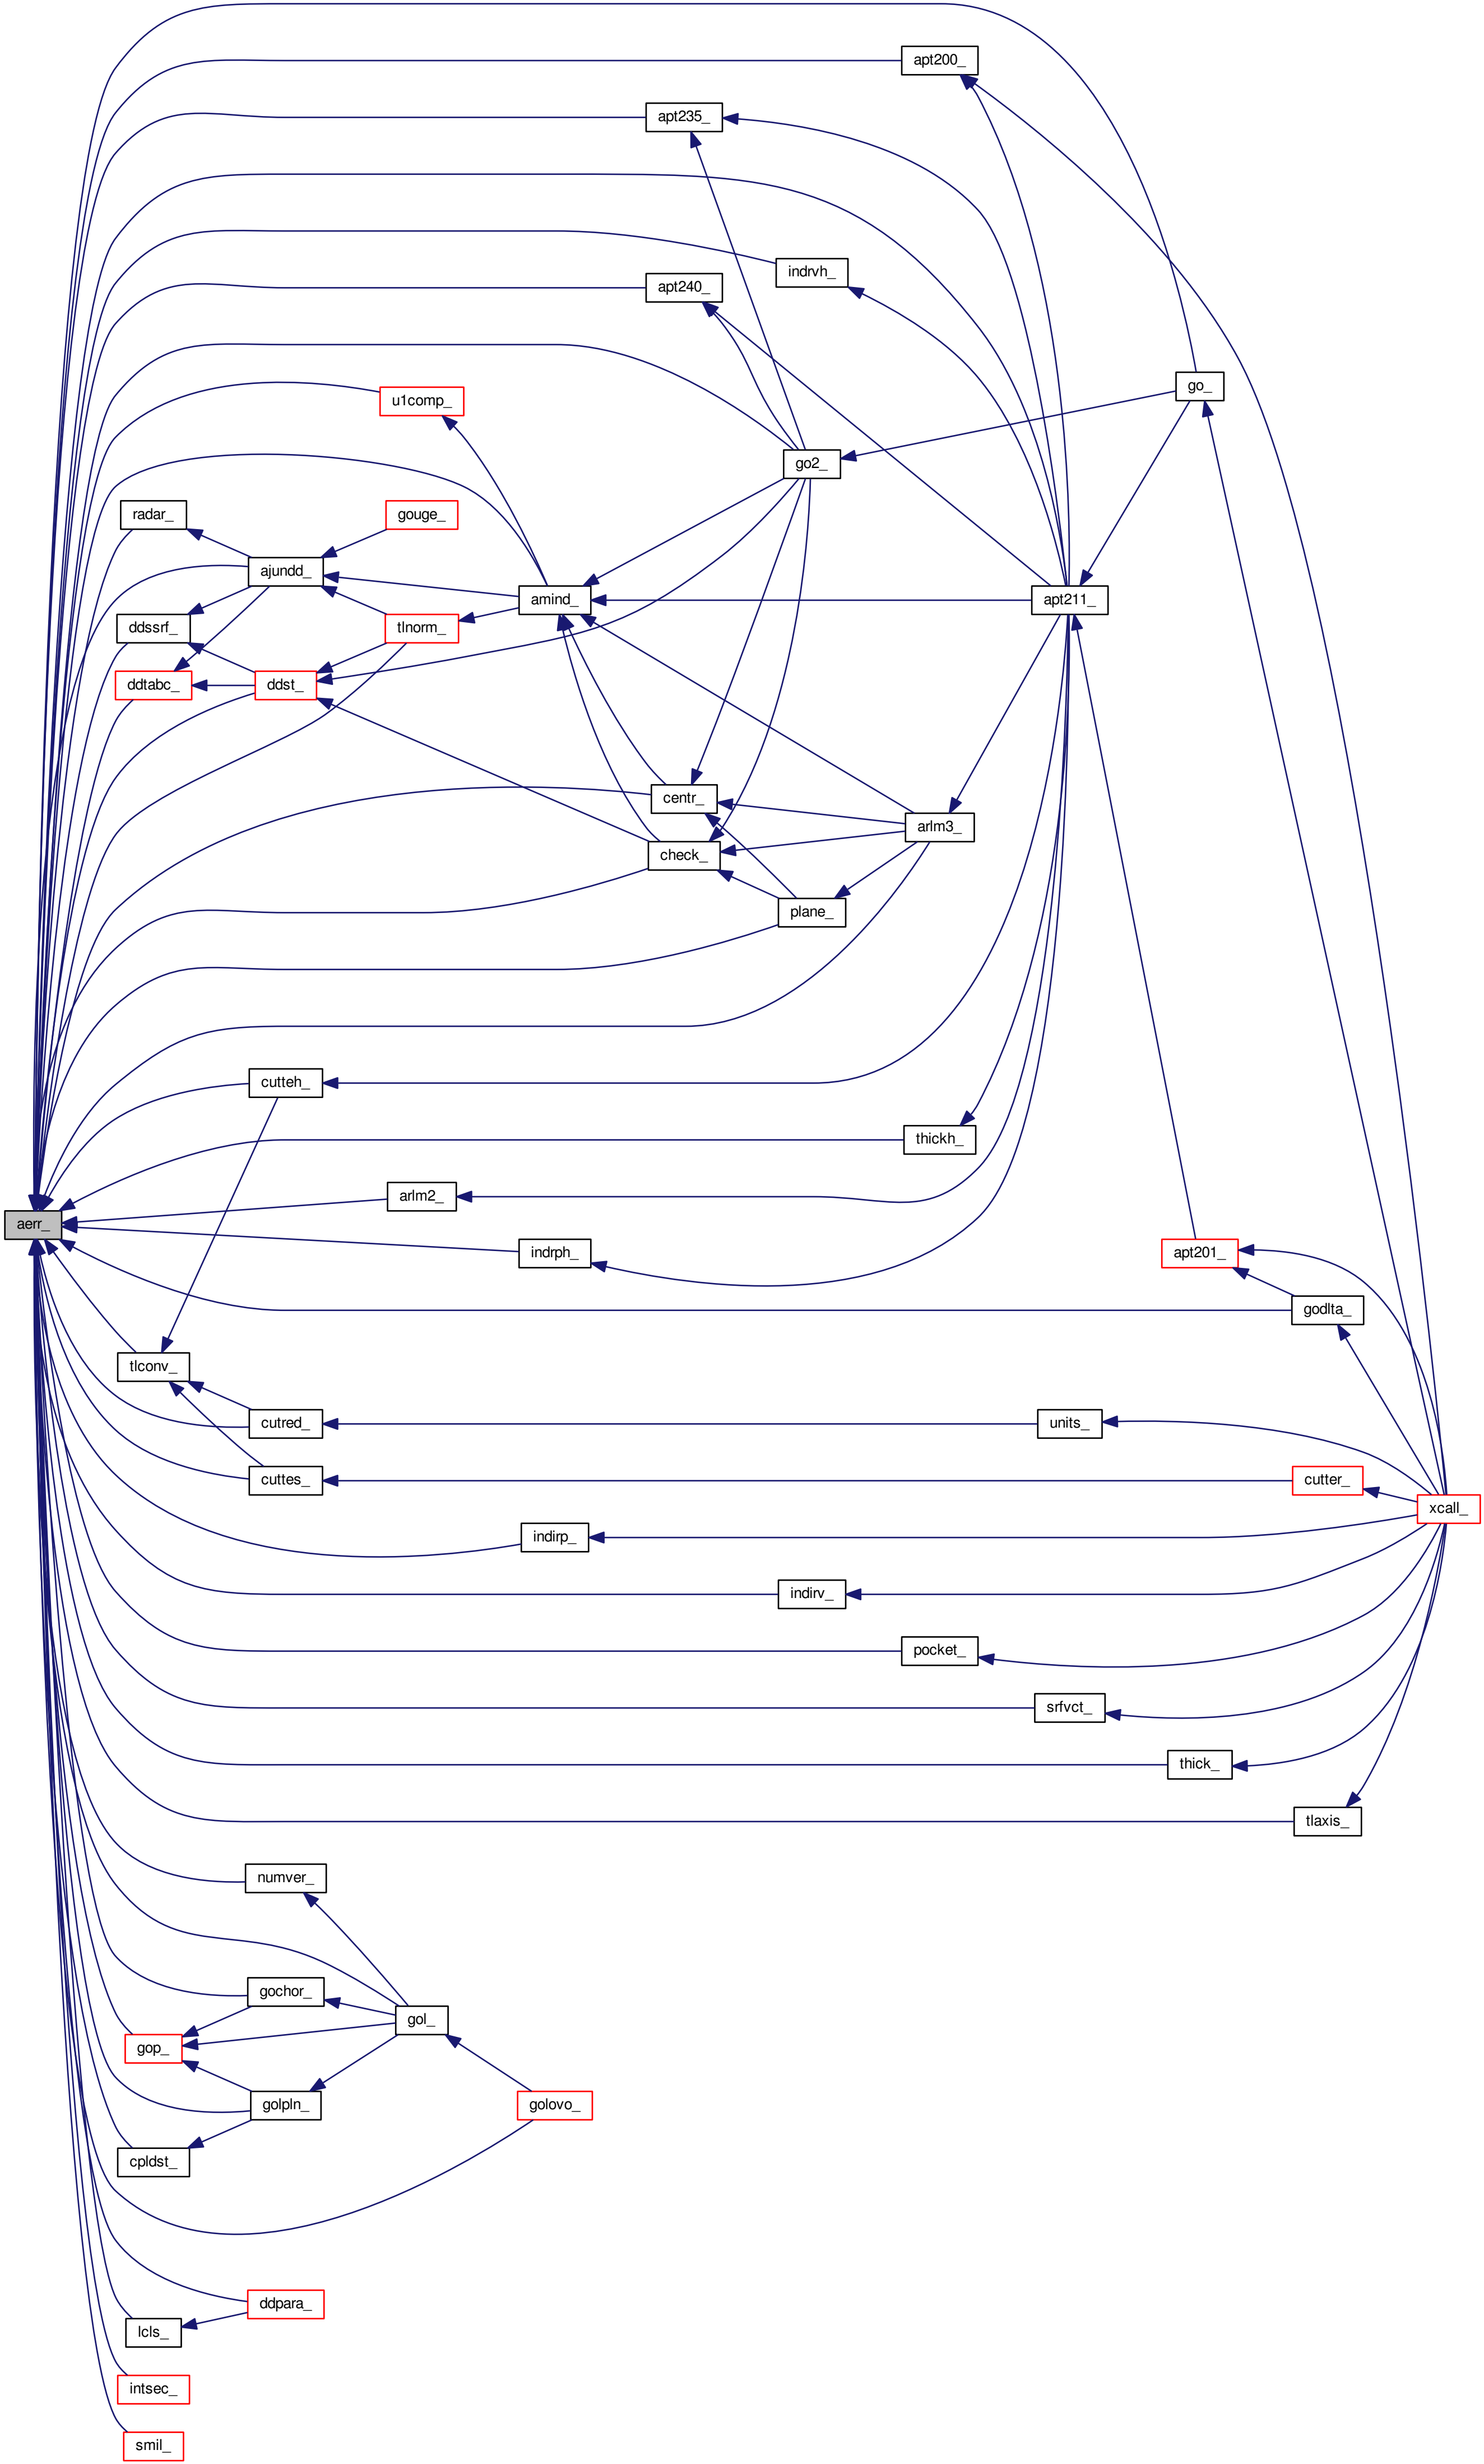 apt200_
apt235_
indrvh_
apt240_
go_
u1comp_
go2_
radar_
gouge_
ajundd_
amind_
apt211_
ddssrf_
tlnorm_
ddtabc_
ddst_
centr_
arlm3_
check_
plane_
cutteh_
thickh_
arlm2_
aerr_
indrph_
apt201_
godlta_
tlconv_
cutred_
units_
cuttes_
cutter_
xcall_
indirp_
indirv_
pocket_
srfvct_
thick_
tlaxis_
numver_
gochor_
gol_
gop_
golpln_
golovo_
cpldst_
ddpara_
lcls_
intsec_
smil_